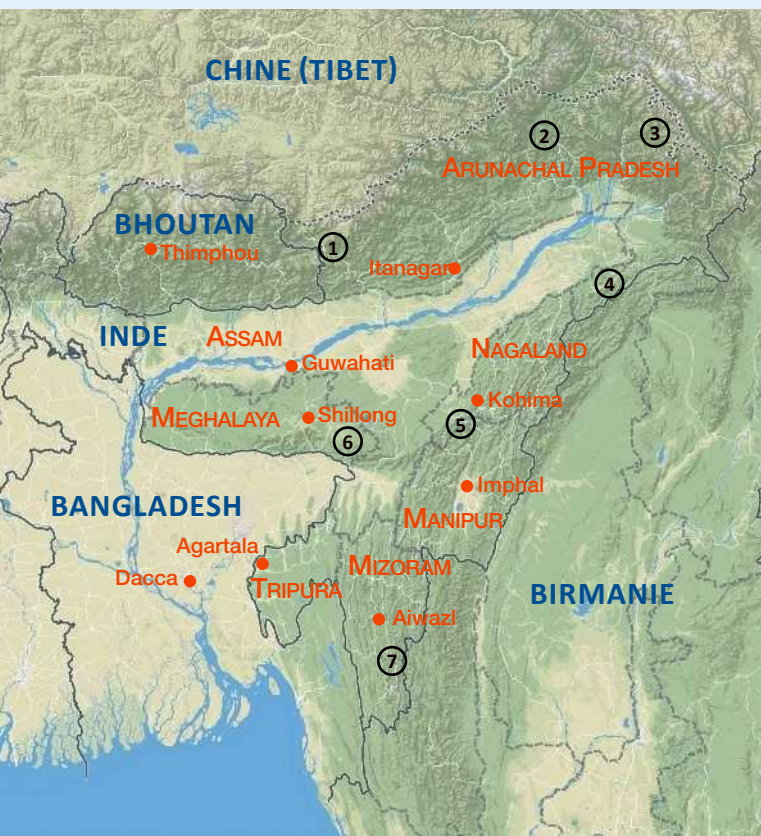 CHINE (TIBET)
2
3
ARUNACHAL PRADESH
BHOUTAN
Thimphou
1
Itanagar
4
INDE
ASSAM
NAGALAND
Guwahati
Kohima
MEGHALAYA
Shillong
5
6
BANGLADESH
Imphal
MANIPUR
Agartala
MIZORAM
Dacca
TRIPURA
BIRMANIE
Aiwazl
7